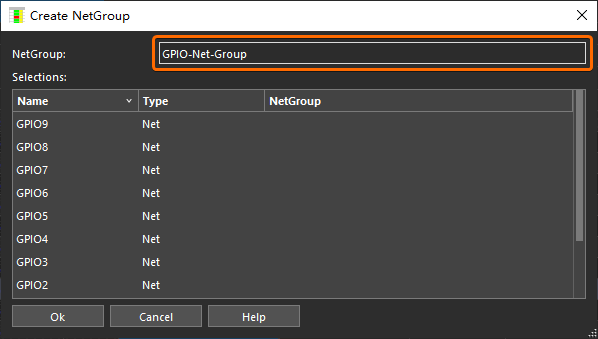 Create NetGroup
NetGroup: GPIO-Net-Group
Selections:
Name Type NetGroup
GPIO9 Net
GPIO8 Net
GPIO7 Net
GPIO6 Net
GPIO5 Net
GPIO4 Net
GPIO3 Net
GPIO2 Net
Ok Cancel Help